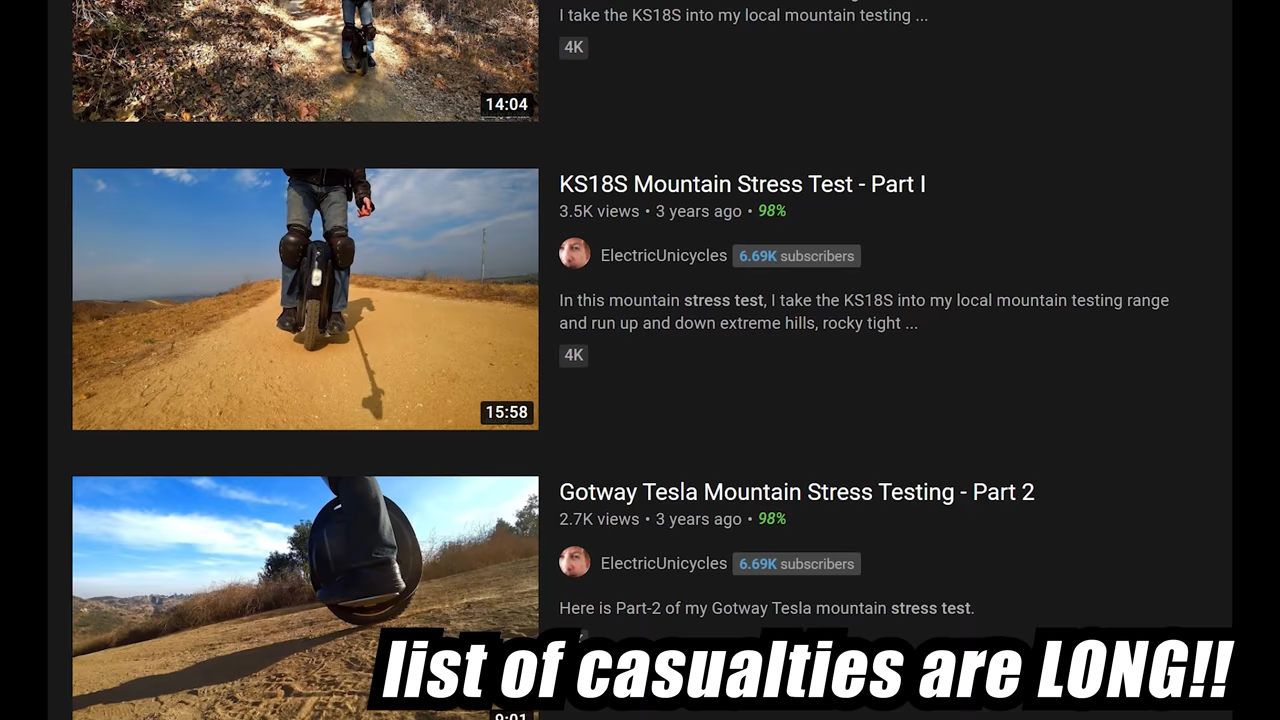 I take the KS18S into my local mountain testing ...
4K
14:04
KS18S Mountain Stress Test - Part I
3.5K views • 3 years ago • 98%
ElectricUnicycles 6.69K subscribers
In this mountain stress test, I take the KS18S into my local mountain testing range
and run up and down extreme hills, rocky tight ...
4K
15:58
Gotway Tesla Mountain Stress Testing - Part 2
2.7K views • 3 years ago • 98%
ElectricUnicycles 6.69K subscribers
Here is Part-2 of my Gotway Tesla mountain stress test.
list of casualties are LONG!!
9:01